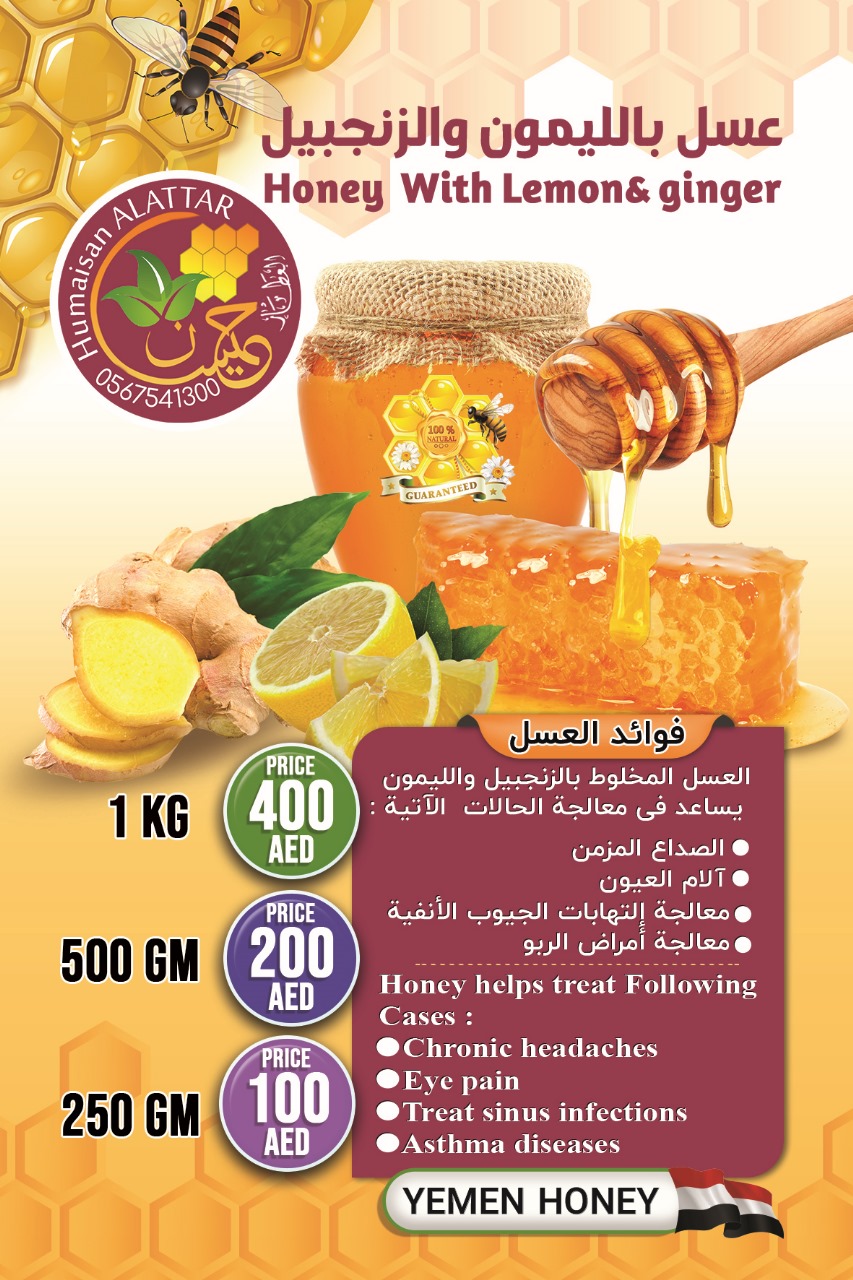 عسل بالليمون والزنجبيل
Honey With Lemon& ginger
Humaisan ALATTAR
حميسن
0567541300
100 %
NATURAL
GUARANTEED
1 KG
PRICE
400
AED
500 GM
PRICE
200
AED
250 GM
PRICE
100
AED
فوائد العسل
العسل المخلوط بالزنجبيل والليمون
يساعد فى معالجة الحالات الآتية :
● الصداع المزمن
● آلام العيون
● معالجة إلتهابات الجيوب الأنفية
● معالجة أمراض الربو
Honey helps treat Following
Cases :
● Chronic headaches
● Eye pain
● Treat sinus infections
● Asthma diseases
YEMEN HONEY